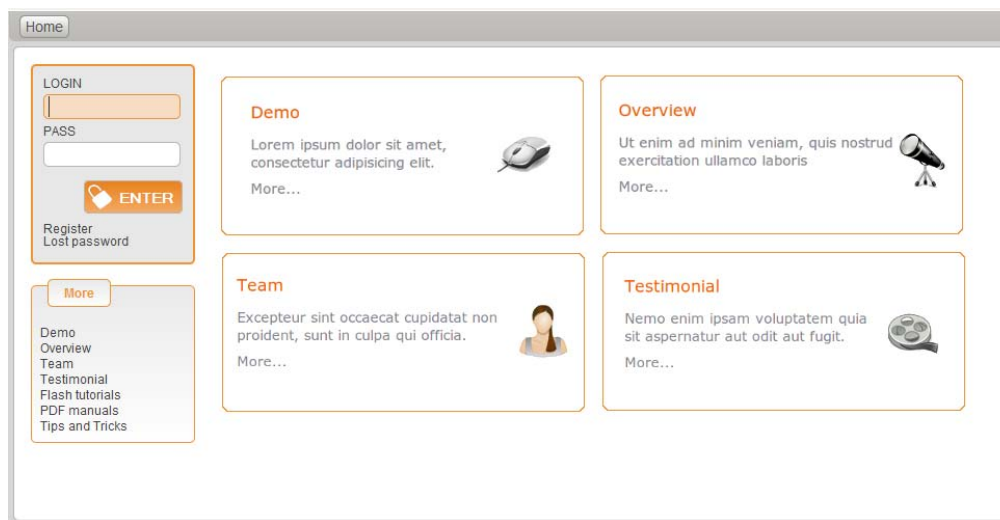 Home
LOGIN
PASS
ENTER
Register
Lost password
More
Demo
Overview
Team
Testimonial
Flash tutorials
PDF manuals
Tips and Tricks
Demo
Lorem ipsum dolor sit amet,
consectetur adipisicing elit.
More...
Overview
Ut enim ad minim veniam, quis nostrud
exercitation ullamco laboris
More...
Team
Excepteur sint occaecat cupidatat non
proident, sunt in culpa qui officia.
More...
Testimonial
Nemo enim ipsam voluptatem quia
sit aspernatur aut odit aut fugit.
More...